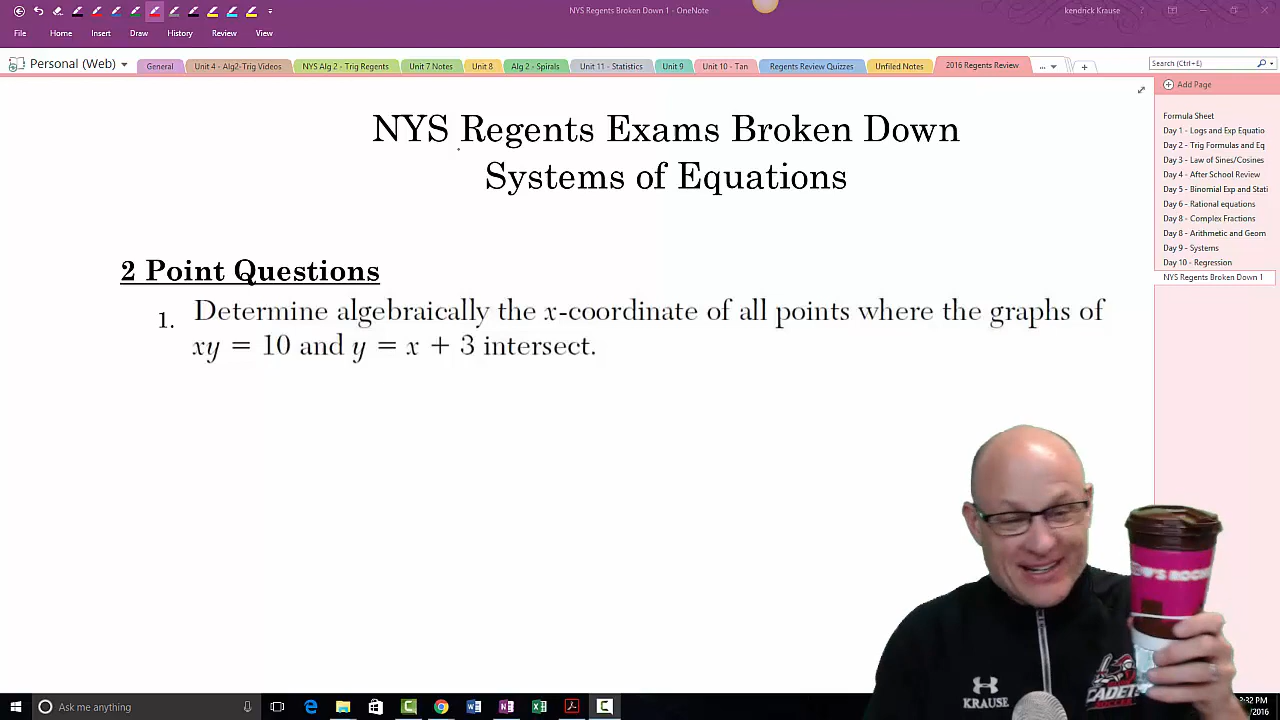 NYS Regents Broken Down 1 - OneNote
kendrick Krause
File Home Insert Draw History Review View
Personal (Web)
General
Unit 4 - Alg2-Trig Videos
NYS Alg 2 - Trig Regents
Unit 7 Notes
Unit 8
Alg 2 - Spirals
Unit 11 - Statistics
Unit 9
Unit 10 - Tan
Regents Review Quizzes
Unfiled Notes
2016 Regents Review
...
Search (Ctrl+E)
Add Page
Formula Sheet
Day 1 - Logs and Exp Equatio
Day 2 - Trig Formulas and Eq
Day 3 - Law of Sines/Cosines
Day 4 - After School Review
Day 5 - Binomial Exp and Stati
Day 6 - Rational equations
Day 8 - Complex Fractions
Day 8 - Arithmetic and Geom
Day 9 - Systems
Day 10 - Regression
NYS Regents Broken Down 1
NYS Regents Exams Broken Down
Systems of Equations
2 Point Questions
1. Determine algebraically the x-coordinate of all points where the graphs of
xy = 10 and y = x + 3 intersect.
KRAUSE
CADETS
SOCCER
Ask me anything
:32 PM
/2016